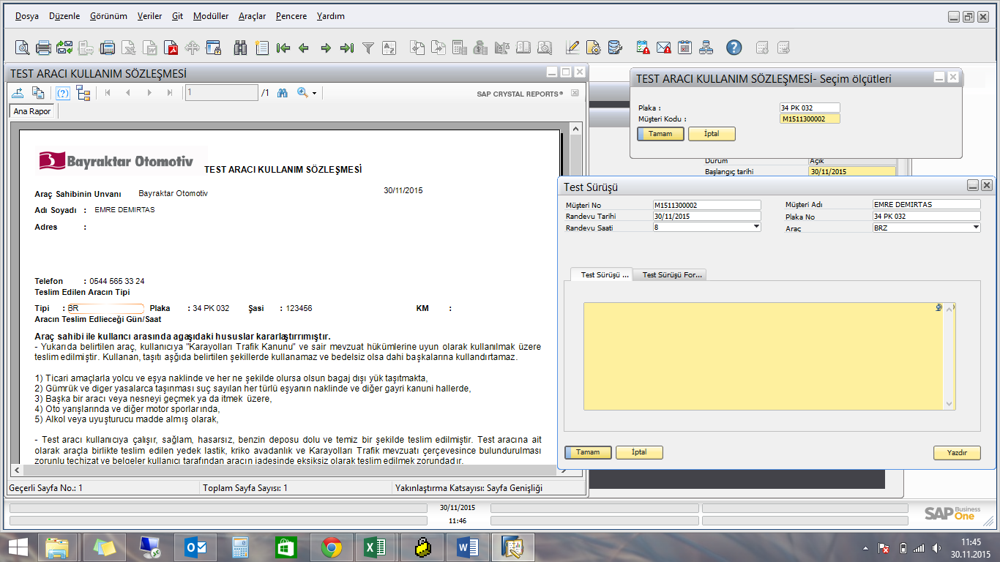 Dosya Düzenle Görünüm Veriler Git Modüller Araçlar Pencere Yardım
TEST ARACI KULLANIM SÖZLEŞMESİ
1 /1 SAP CRYSTAL REPORTS®
Ana Rapor
Bayraktar Otomotiv
TEST ARACI KULLANIM SÖZLEŞMESİ
Araç Sahibinin Unvanı Bayraktar Otomotiv 30/11/2015
Adı Soyadı : EMRE DEMIRTAS
Adres :
Telefon : 0544 565 33 24
Teslim Edilen Aracın Tipi
Tipi : BR Plaka : 34 PK 032 Şasi : 123456 KM :
Aracın Teslim Edlieceği Gün/Saat
Araç sahibi ile kullancı arasında agaşıdaki hususlar kararlaştırrımıştır.
- Yukarıda belirtilen araç, kullanıcıya "Karayolları Trafik Kanunu" ve sair mevzuat hükümlerine uyun olarak kullanılmak üzere
teslim edilmiştir. Kullanan, taşıtı aşğıda belirtilen şekillerde kullanamaz ve bedelsiz olsa dahi başkalarına kullandırtamaz.
1) Ticari amaçlarla yolcu ve eşya naklinde ve her ne şekilde olursa olsun bagaj dışı yük taşıtmakta,
2) Gümrük ve diger yasalarca taşınması suç sayılan her türlü eşyanın naklinde ve diğer gayri kanuni hallerde,
3) Başka bir aracı veya nesneyi geçmek ya da itmek üzere,
4) Oto yarışlarında ve diğer motor sporlarında,
5) Alkol veya uyuşturucu madde almış olarak,
- Test aracı kullanıcıya çalışır, sağlam, hasarsız, benzin deposu dolu ve temiz bir şekilde teslim edilmiştir. Test aracına ait
olarak araçla birlikte teslim edilen yedek lastik, kriko avadanlık ve Karayolları Trafik mevzuatı çerçevesince bulundurulması
zorunlu teçhizat ve belgeler kullanıcı tarafından aracın iadesinde eksiksiz olarak teslim edilmek zorundadır.
Geçerli Sayfa No.: 1 Toplam Sayfa Sayısı: 1 Yakınlaştırma Katsayısı: Sayfa Genişliği
TEST ARACI KULLANIM SÖZLEŞMESİ- Seçim ölçütleri
Plaka : 34 PK 032
Müşteri Kodu : M1511300002
Tamam İptal
Durum Açik
Başlangıç tarihi 30/11/2015
Test Sürüşü
Müşteri No M1511300002 Müşteri Adı EMRE DEMIRTAS
Randevu Tarihi 30/11/2015 Plaka No 34 PK 032
Randevu Saati 8 Araç BRZ
Test Sürüşü ... Test Sürüşü For...
Tamam İptal Yazdır
30/11/2015
11:46
SAP Business One
11:45
30.11.2015